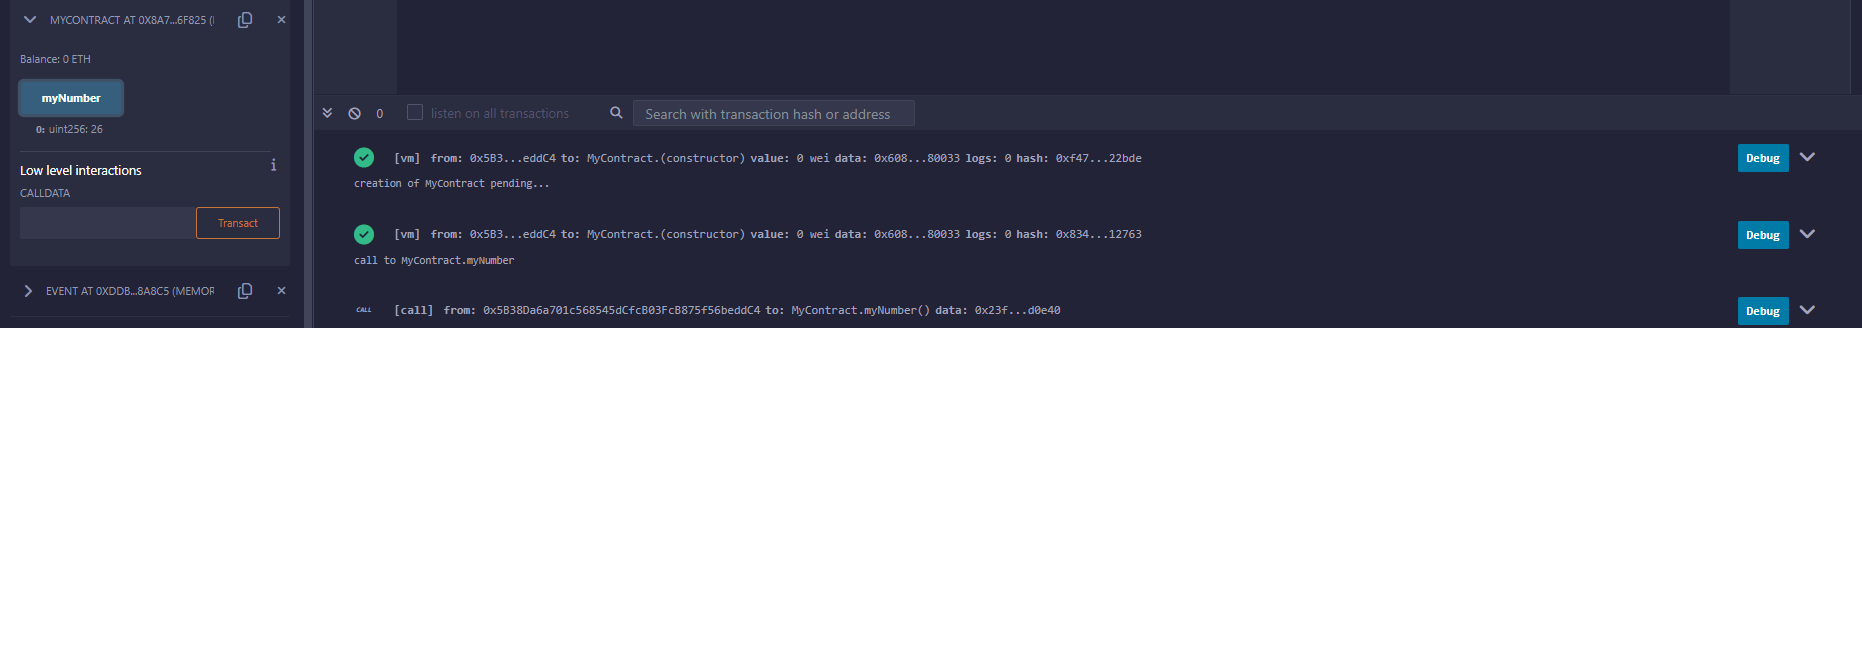 MYCONTRACT AT 0X8A7...6F825 (
Balance: 0 ETH
myNumber
0: uint256: 26
Low level interactions
CALLDATA
Transact
EVENT AT 0XDDB...8A8C5 (MEMOR
0 listen on all transactions Search with transaction hash or address
[vm] from: 0x5B3...eddC4 to: MyContract.(constructor) value: 0 wei data: 0x608...80033 logs: 0 hash: 0xf47...22bde Debug
creation of MyContract pending...
[vm] from: 0x5B3...eddC4 to: MyContract.(constructor) value: 0 wei data: 0x608...80033 logs: 0 hash: 0x834...12763 Debug
call to MyContract.myNumber
CALL [call] from: 0x5B38Da6a701c568545dCfcB03FcB875f56beddC4 to: MyContract.myNumber() data: 0x23f...d0e40 Debug